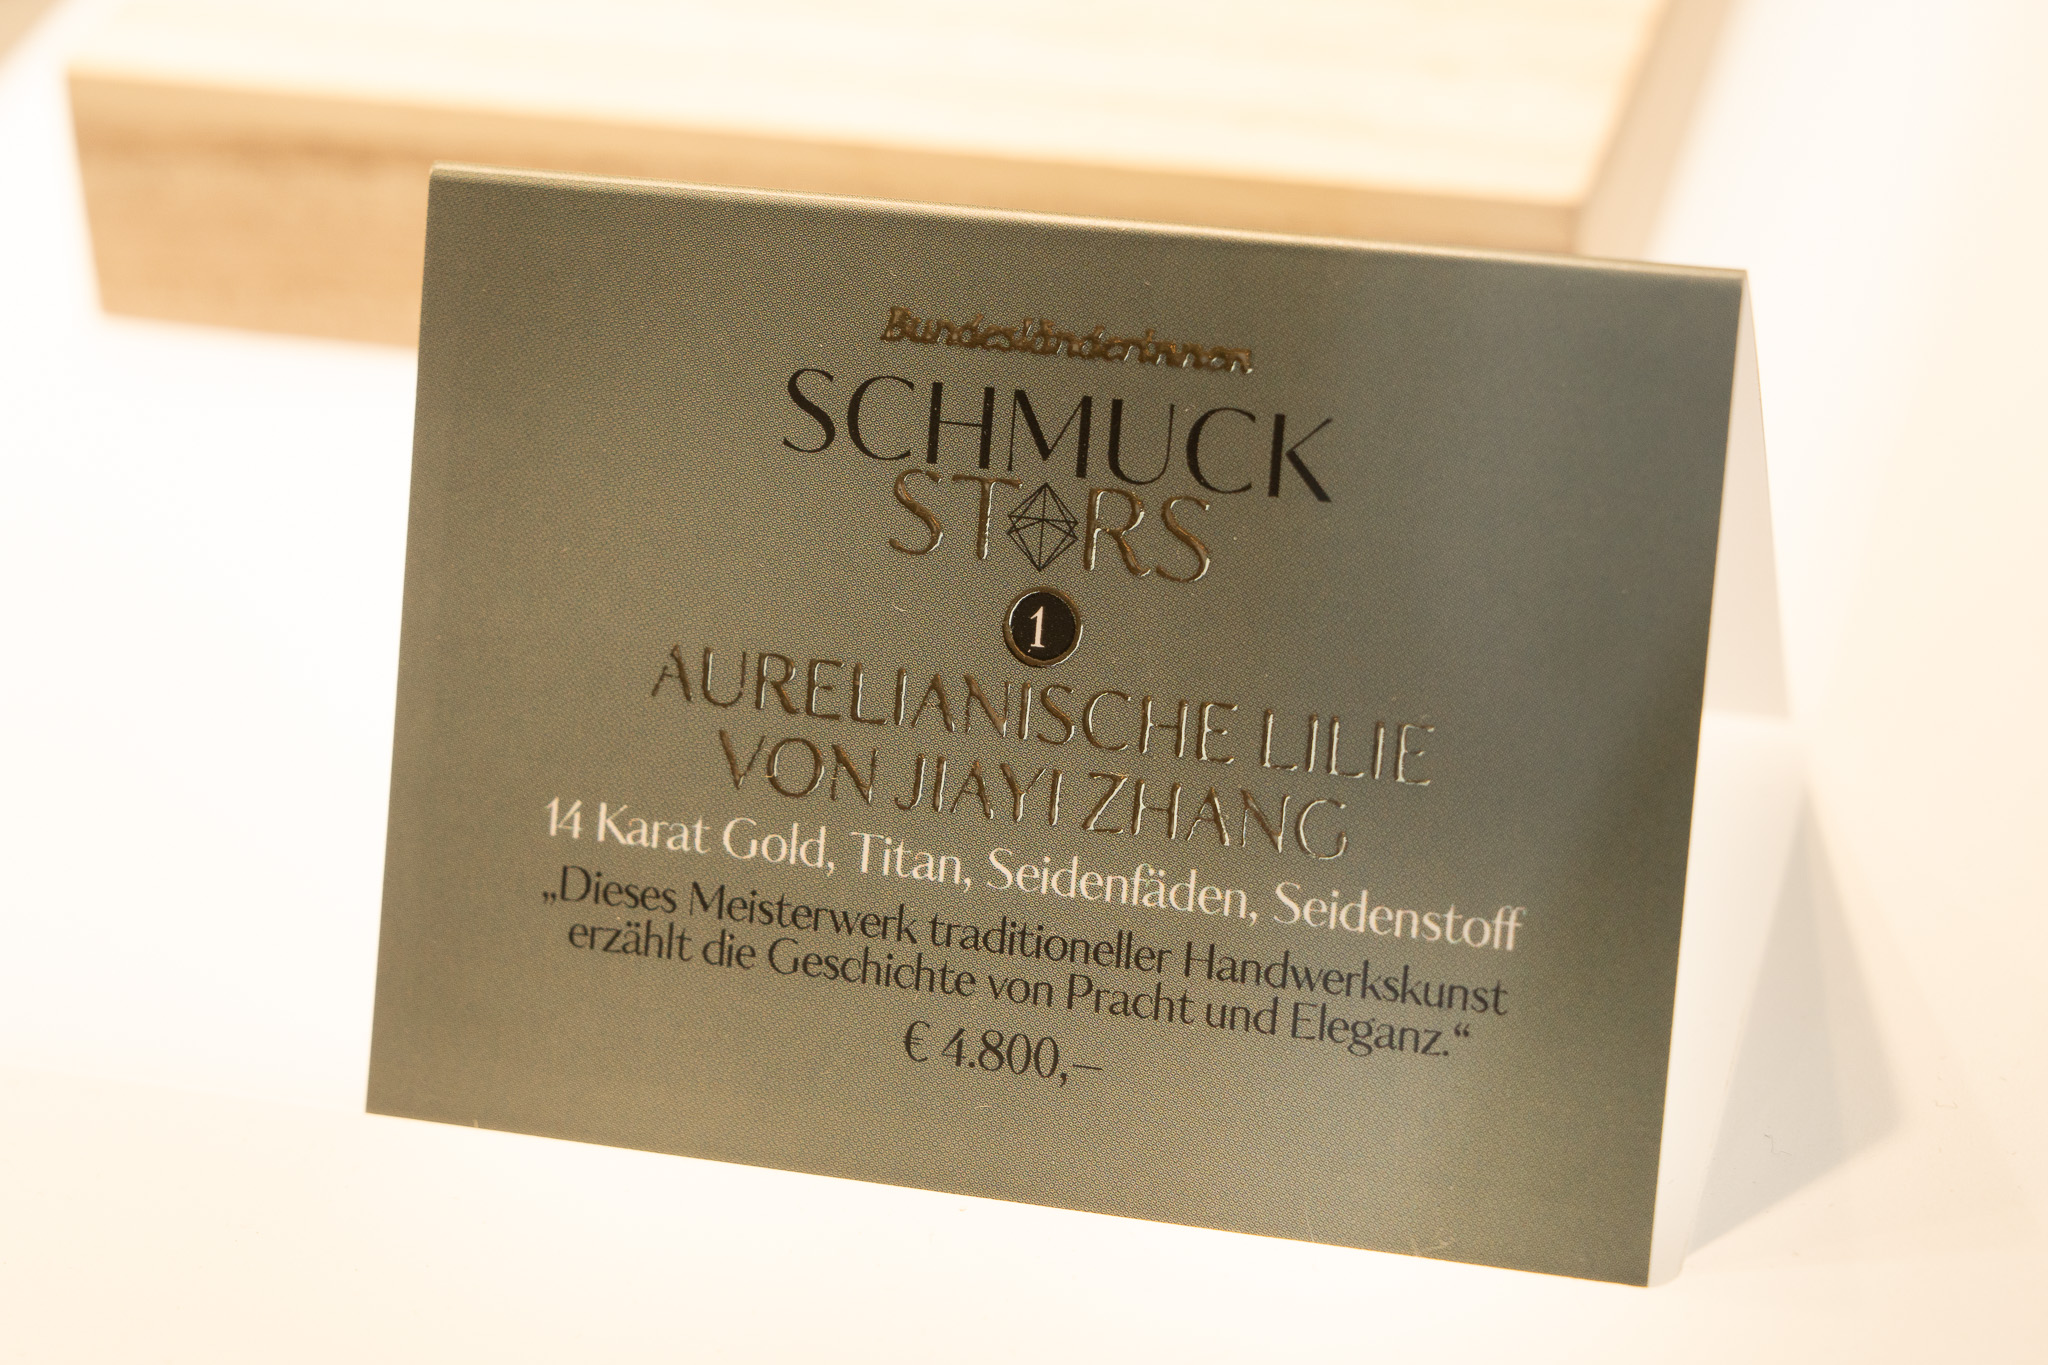 Bundesländerinnen
SCHMUCK
STARS
1
AURELIANISCHE LILIE
VON JIAYI ZHANG
14 Karat Gold, Titan, Seidenfäden, Seidenstoff
„Dieses Meisterwerk traditioneller Handwerkskunst
erzählt die Geschichte von Pracht und Eleganz.“
€ 4.800,–